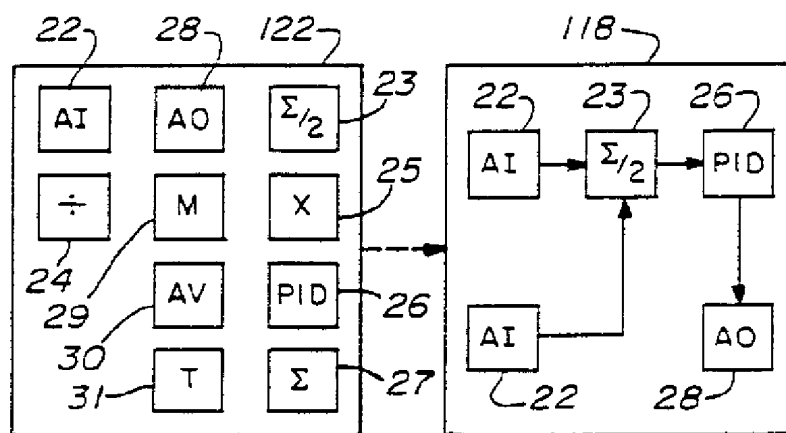 22 28 122 118
23 22 23 26
AI AO Σ/2 AI Σ/2 PID
25
÷ M X
24
29 AV PID 26 AI AO
30
31 T Σ 27 22 28